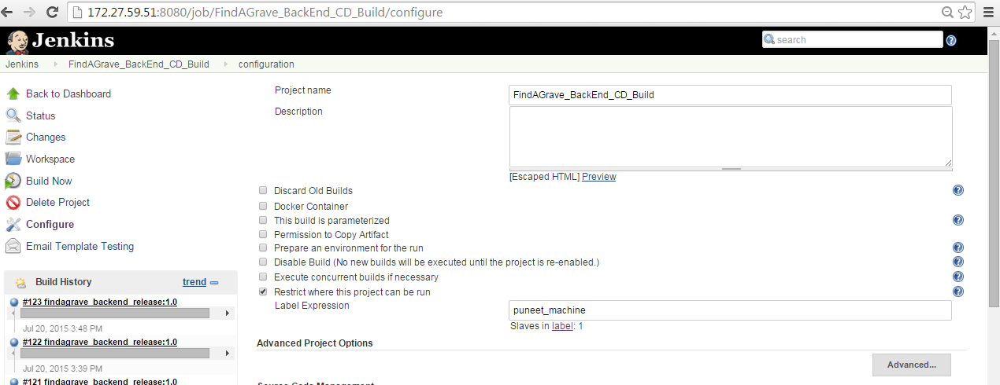 172.27.59.51:8080/job/FindAGrave_BackEnd_CD_Build/configure
Jenkins
search
Jenkins FindAGrave_BackEnd_CD_Build configuration
Back to Dashboard
Status
Changes
Workspace
Build Now
Delete Project
Configure
Email Template Testing
Build History trend
#123 findagrave_backend_release:1.0
Jul 20, 2015 3:48 PM
#122 findagrave_backend_release:1.0
Jul 20, 2015 3:39 PM
#121 findagrave_backend_release:1.0
Project name FindAGrave_BackEnd_CD_Build
Description
[Escaped HTML] Preview
Discard Old Builds
Docker Container
This build is parameterized
Permission to Copy Artifact
Prepare an environment for the run
Disable Build (No new builds will be executed until the project is re-enabled.)
Execute concurrent builds if necessary
Restrict where this project can be run
Label Expression puneet_machine
Slaves in label: 1
Advanced Project Options
Advanced...
Source Code Management